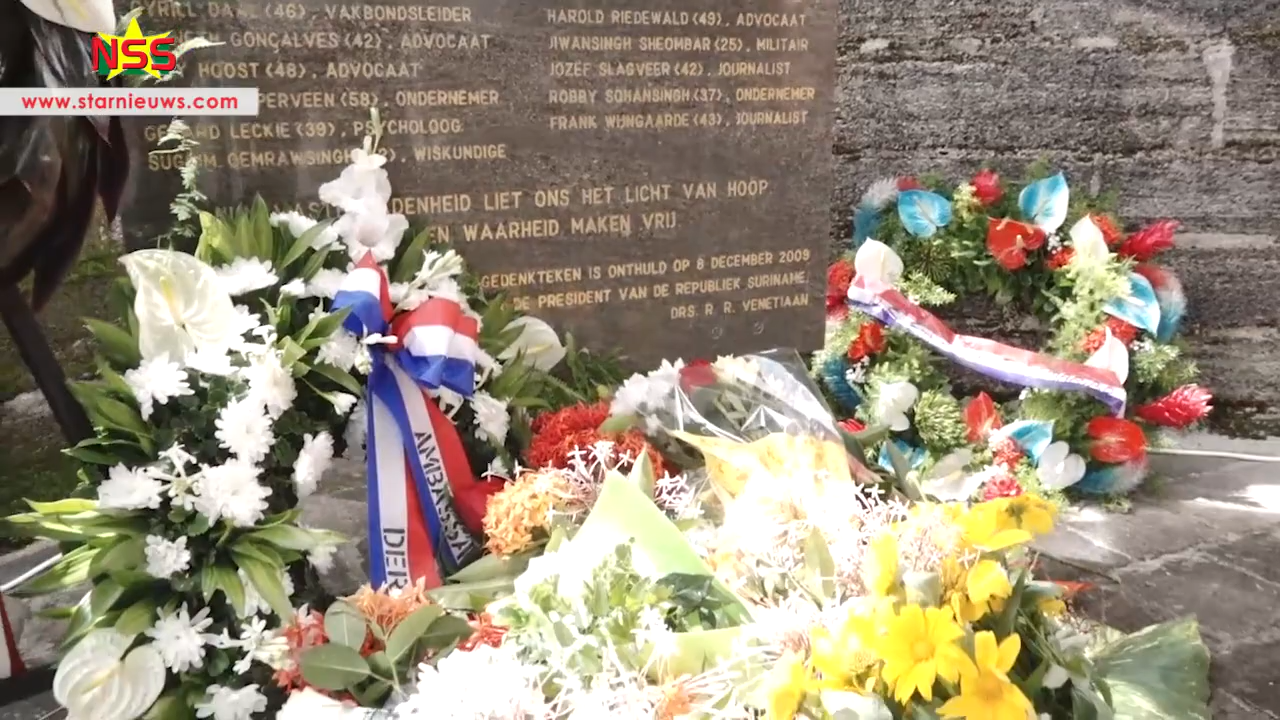 NSS
www.starnieuws.com
CYRILL DAAL (46), VAKBONDSLEIDER
GONÇALVES (42), ADVOCAAT
HOOST (48), ADVOCAAT
(58), ONDERNEMER
LECKIE (39), PSYCHOLOOG
OEMRAWSINGH WISKUNDIGE
HAROLD RIEDEWALD (49), ADVOCAAT
JIWANSINGH SHEOMBAR (25), MILITAIR
JOZEF SLAGVEER (42), JOURNALIST
ROBBY SOHANSINGH (37), ONDERNEMER
FRANK WIJNGAARDE (43), JOURNALIST
LIET ONS HET LICHT VAN HOOP
EN WAARHEID MAKEN VRIJ
GEDENKTEKEN IS ONTHULD OP 8 DECEMBER 2009
DE PRESIDENT VAN DE REPUBLIEK SURINAME,
DRS. R. R. VENETIAAN
AMBASSA
DER